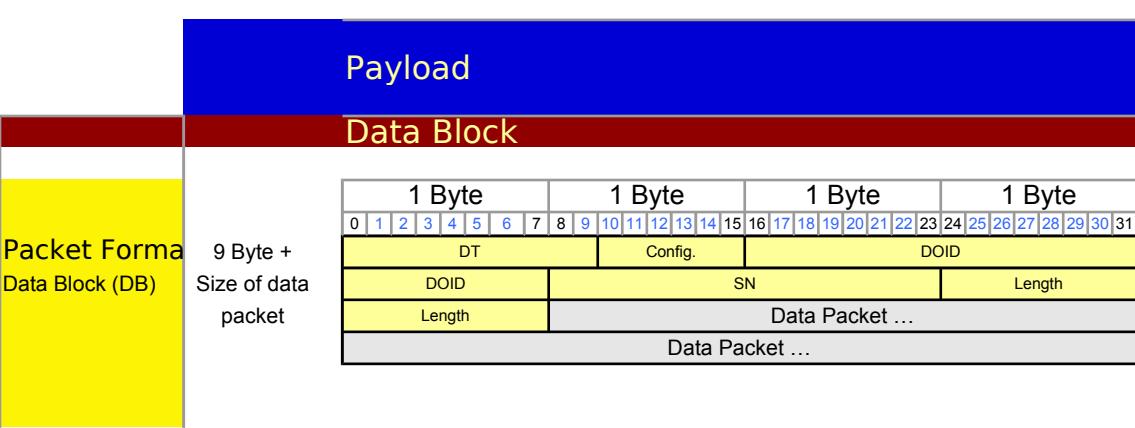 Payload
Data Block
1 Byte 1 Byte 1 Byte 1 Byte
0 1 2 3 4 5 6 7 8 9 10 11 12 13 14 15 16 17 18 19 20 21 22 23 24 25 26 27 28 29 30 31
Packet Forma 9 Byte + DT Config. DOID
Data Block (DB) Size of data DOID SN Length
packet Length Data Packet …
Data Packet …